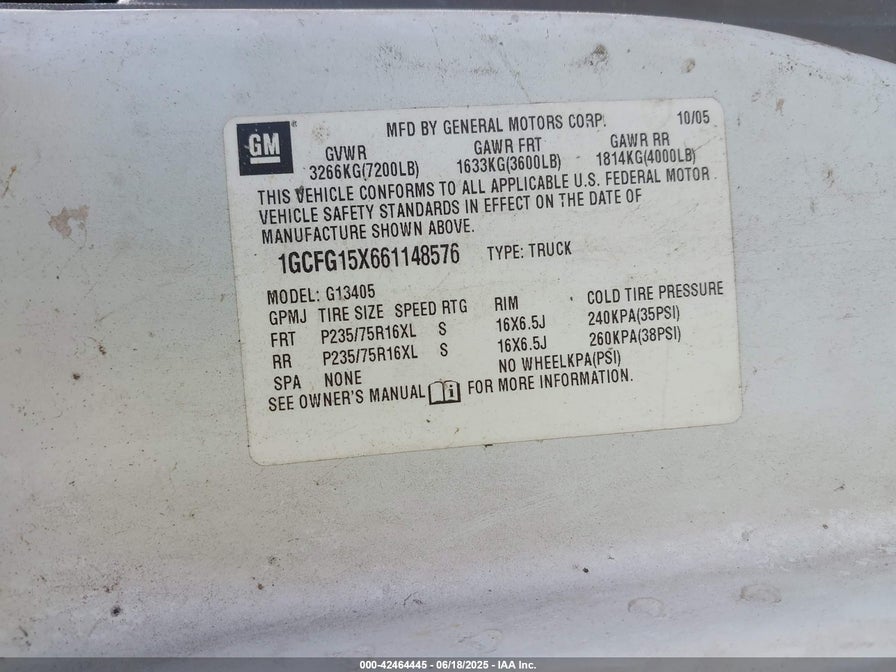 GM ®
MFD BY GENERAL MOTORS CORP. 10/05
GVWR GAWR FRT GAWR RR
3266KG(7200LB) 1633KG(3600LB) 1814KG(4000LB)
THIS VEHICLE CONFORMS TO ALL APPLICABLE U.S. FEDERAL MOTOR
VEHICLE SAFETY STANDARDS IN EFFECT ON THE DATE OF
MANUFACTURE SHOWN ABOVE.
1GCFG15X661148576 TYPE: TRUCK
MODEL: G13405
GPMJ TIRE SIZE SPEED RTG RIM COLD TIRE PRESSURE
FRT P235/75R16XL S 16X6.5J 240KPA(35PSI)
RR P235/75R16XL S 16X6.5J 260KPA(38PSI)
SPA NONE NO WHEELKPA(PSI)
SEE OWNER'S MANUAL i FOR MORE INFORMATION.
000-42464445 - 06/18/2025 - IAA Inc.